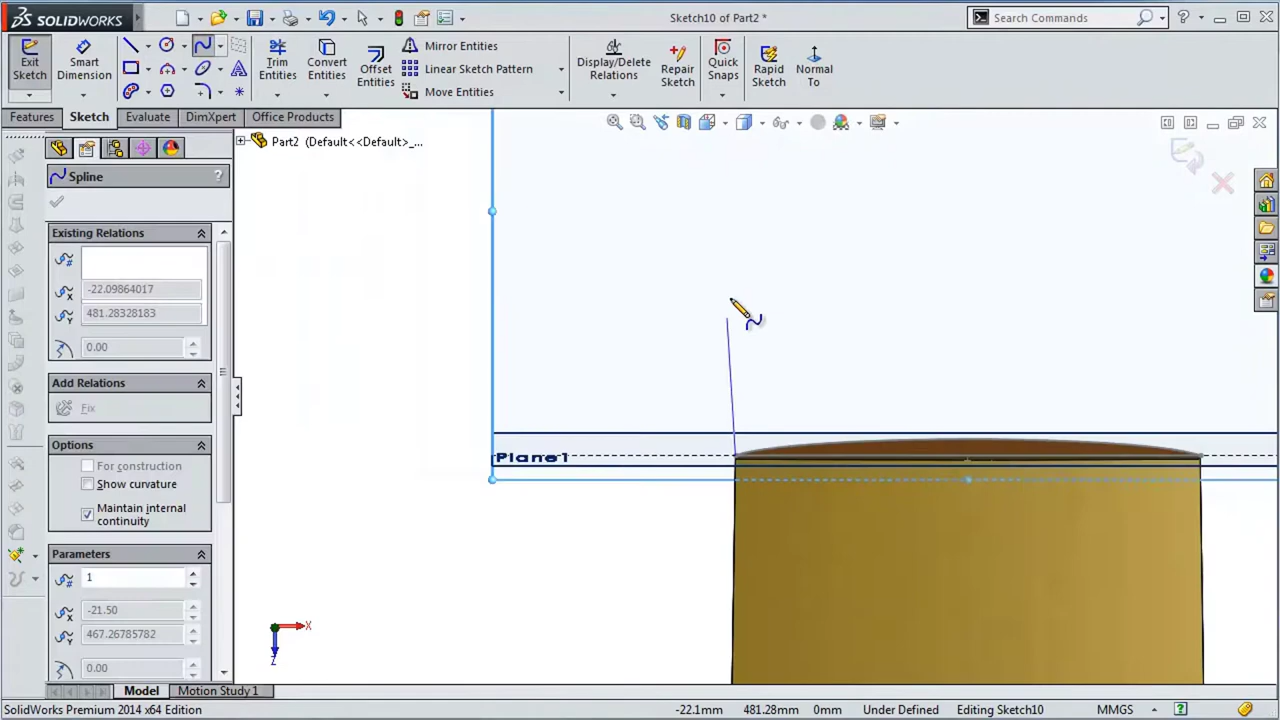 SOLIDWORKS
Sketch10 of Part2 *
Search Commands
Exit Sketch
Smart Dimension
Trim Entities
Convert Entities
Offset Entities
Mirror Entities
Linear Sketch Pattern
Move Entities
Display/Delete Relations
Repair Sketch
Quick Snaps
Rapid Sketch
Normal To
Features
Sketch
Evaluate
DimXpert
Office Products
Part2 (Default<<Default>_...
Spline
?
Existing Relations
-22.09864017
481.28328183
0.00
Add Relations
Fix
Options
For construction
Show curvature
Maintain internal continuity
Parameters
1
-21.50
467.26785782
0.00
Plane1
X
Z
Model
Motion Study 1
SolidWorks Premium 2014 x64 Edition
-22.1mm
481.28mm
0mm
Under Defined
Editing Sketch10
MMGS